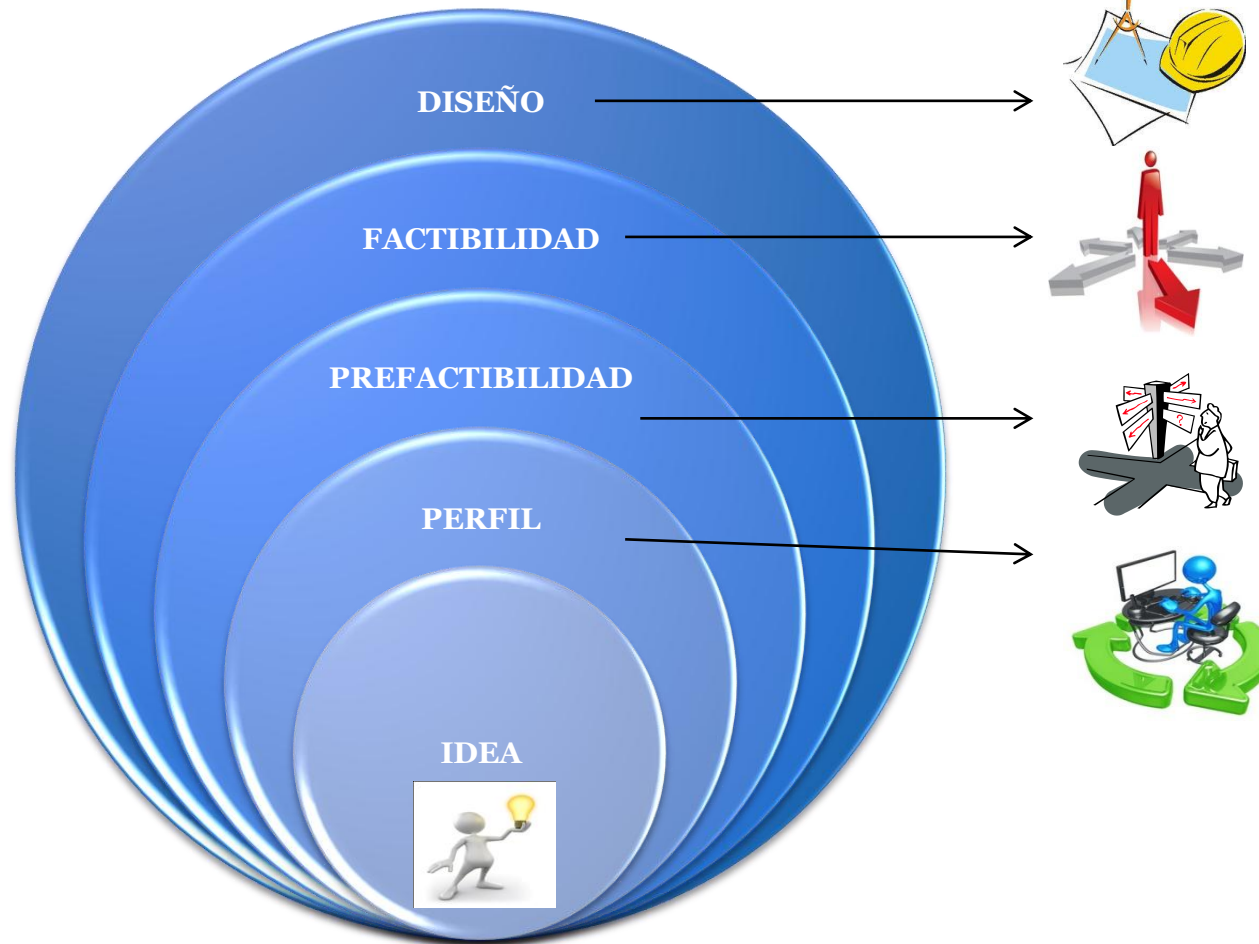 DISEÑO
FACTIBILIDAD
PREFACTIBILIDAD
?
PERFIL
IDEA